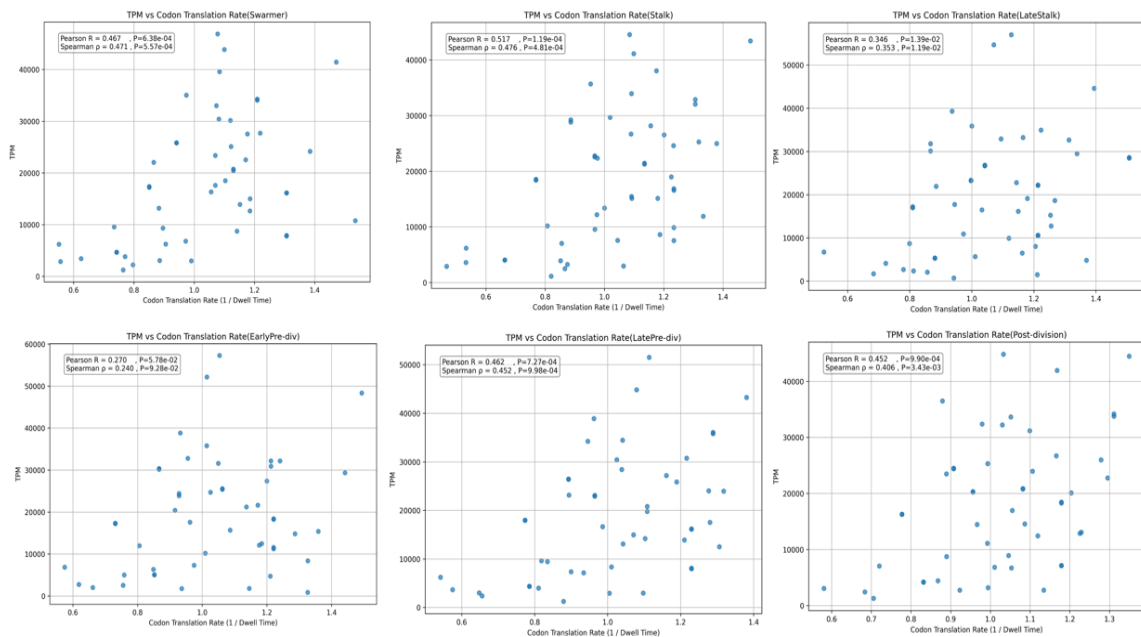 TPM vs Codon Translation Rate(Swarmer)
Pearson R = 0.467 , P=6.38e-04
Spearman ρ = 0.471 , P=5.57e-04
TPM
40000
30000
20000
10000
0
0.6
0.8
1.0
1.2
1.4
Codon Translation Rate (1 / Dwell Time)
TPM vs Codon Translation Rate(Stalk)
Pearson R = 0.517 , P=1.19e-04
Spearman ρ = 0.476 , P=4.81e-04
TPM
40000
30000
20000
10000
0
0.4
0.6
0.8
1.0
1.2
1.4
Codon Translation Rate (1 / Dwell Time)
TPM vs Codon Translation Rate(LateStalk)
Pearson R = 0.346 , P=1.39e-02
Spearman ρ = 0.353 , P=1.19e-02
TPM
50000
40000
30000
20000
10000
0
0.6
0.8
1.0
1.2
1.4
Codon Translation Rate (1 / Dwell Time)
TPM vs Codon Translation Rate(EarlyPre-div)
Pearson R = 0.270 , P=5.78e-02
Spearman ρ = 0.240 , P=9.28e-02
TPM
60000
50000
40000
30000
20000
10000
0
0.6
0.8
1.0
1.2
1.4
Codon Translation Rate (1 / Dwell Time)
TPM vs Codon Translation Rate(LatePre-div)
Pearson R = 0.462 , P=7.27e-04
Spearman ρ = 0.452 , P=9.98e-04
TPM
50000
40000
30000
20000
10000
0
0.6
0.8
1.0
1.2
1.4
Codon Translation Rate (1 / Dwell Time)
TPM vs Codon Translation Rate(Post-division)
Pearson R = 0.452 , P=9.90e-04
Spearman ρ = 0.406 , P=3.43e-03
TPM
40000
30000
20000
10000
0
0.6
0.7
0.8
0.9
1.0
1.1
1.2
1.3
Codon Translation Rate (1 / Dwell Time)